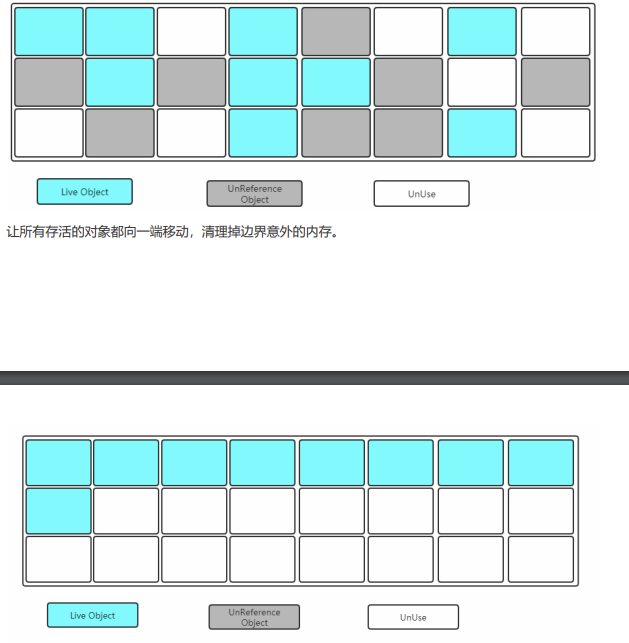 Live Object
UnReference
Object
UnUse
让所有存活的对象都向一端移动，清理掉边界意外的内存。
Live Object
UnReference
Object
UnUse